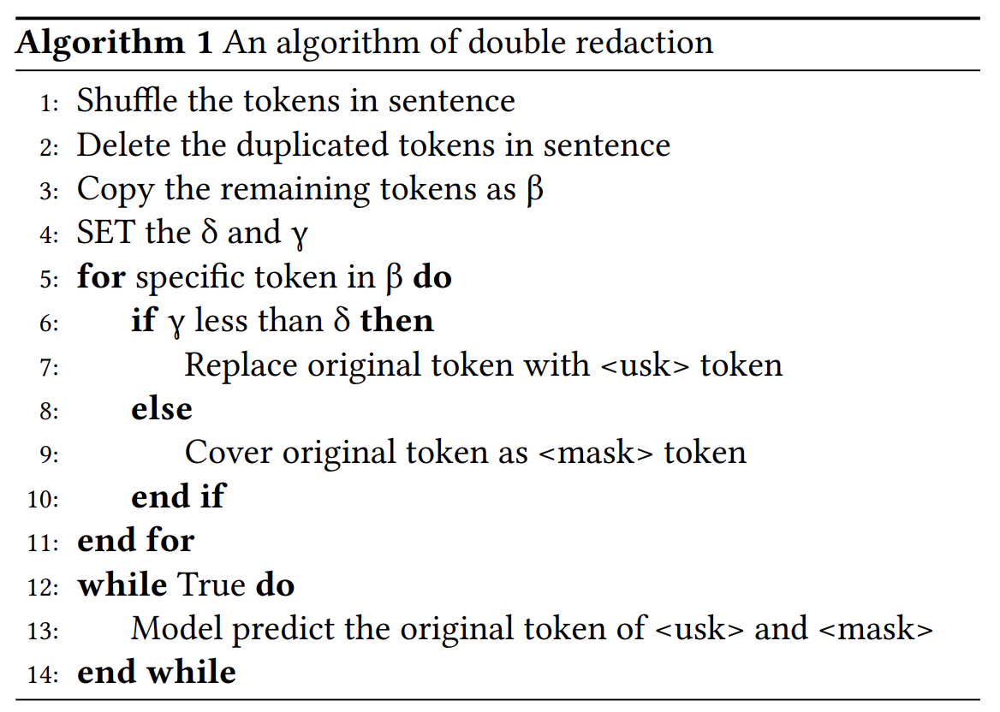 Algorithm 1 An algorithm of double redaction
1: Shuffle the tokens in sentence
2: Delete the duplicated tokens in sentence
3: Copy the remaining tokens as β
4: SET the δ and γ
5: for specific token in β do
6: if γ less than δ then
7: Replace original token with <usk> token
8: else
9: Cover original token as <mask> token
10: end if
11: end for
12: while True do
13: Model predict the original token of <usk> and <mask>
14: end while